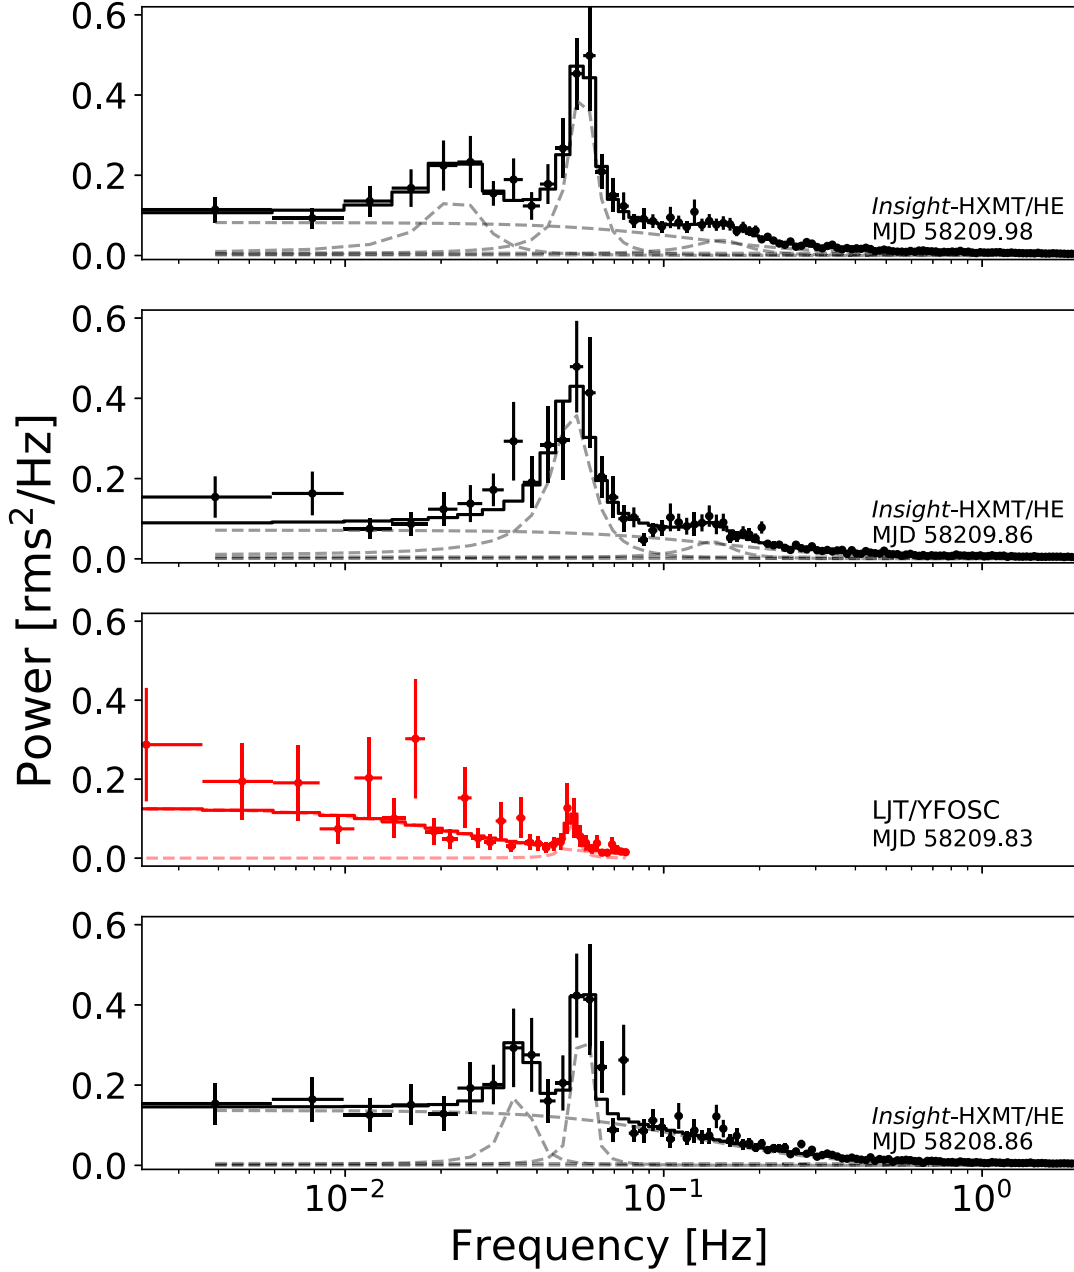 0.6
0.4
0.2
0.0
Insight-HXMT/HE
MJD 58209.98
0.6
0.4
0.2
0.0
Insight-HXMT/HE
MJD 58209.86
Power [rms²/Hz]
0.6
0.4
0.2
0.0
LJT/YFOSC
MJD 58209.83
0.6
0.4
0.2
0.0
Insight-HXMT/HE
MJD 58208.86
10⁻² 10⁻¹ 10⁰
Frequency [Hz]